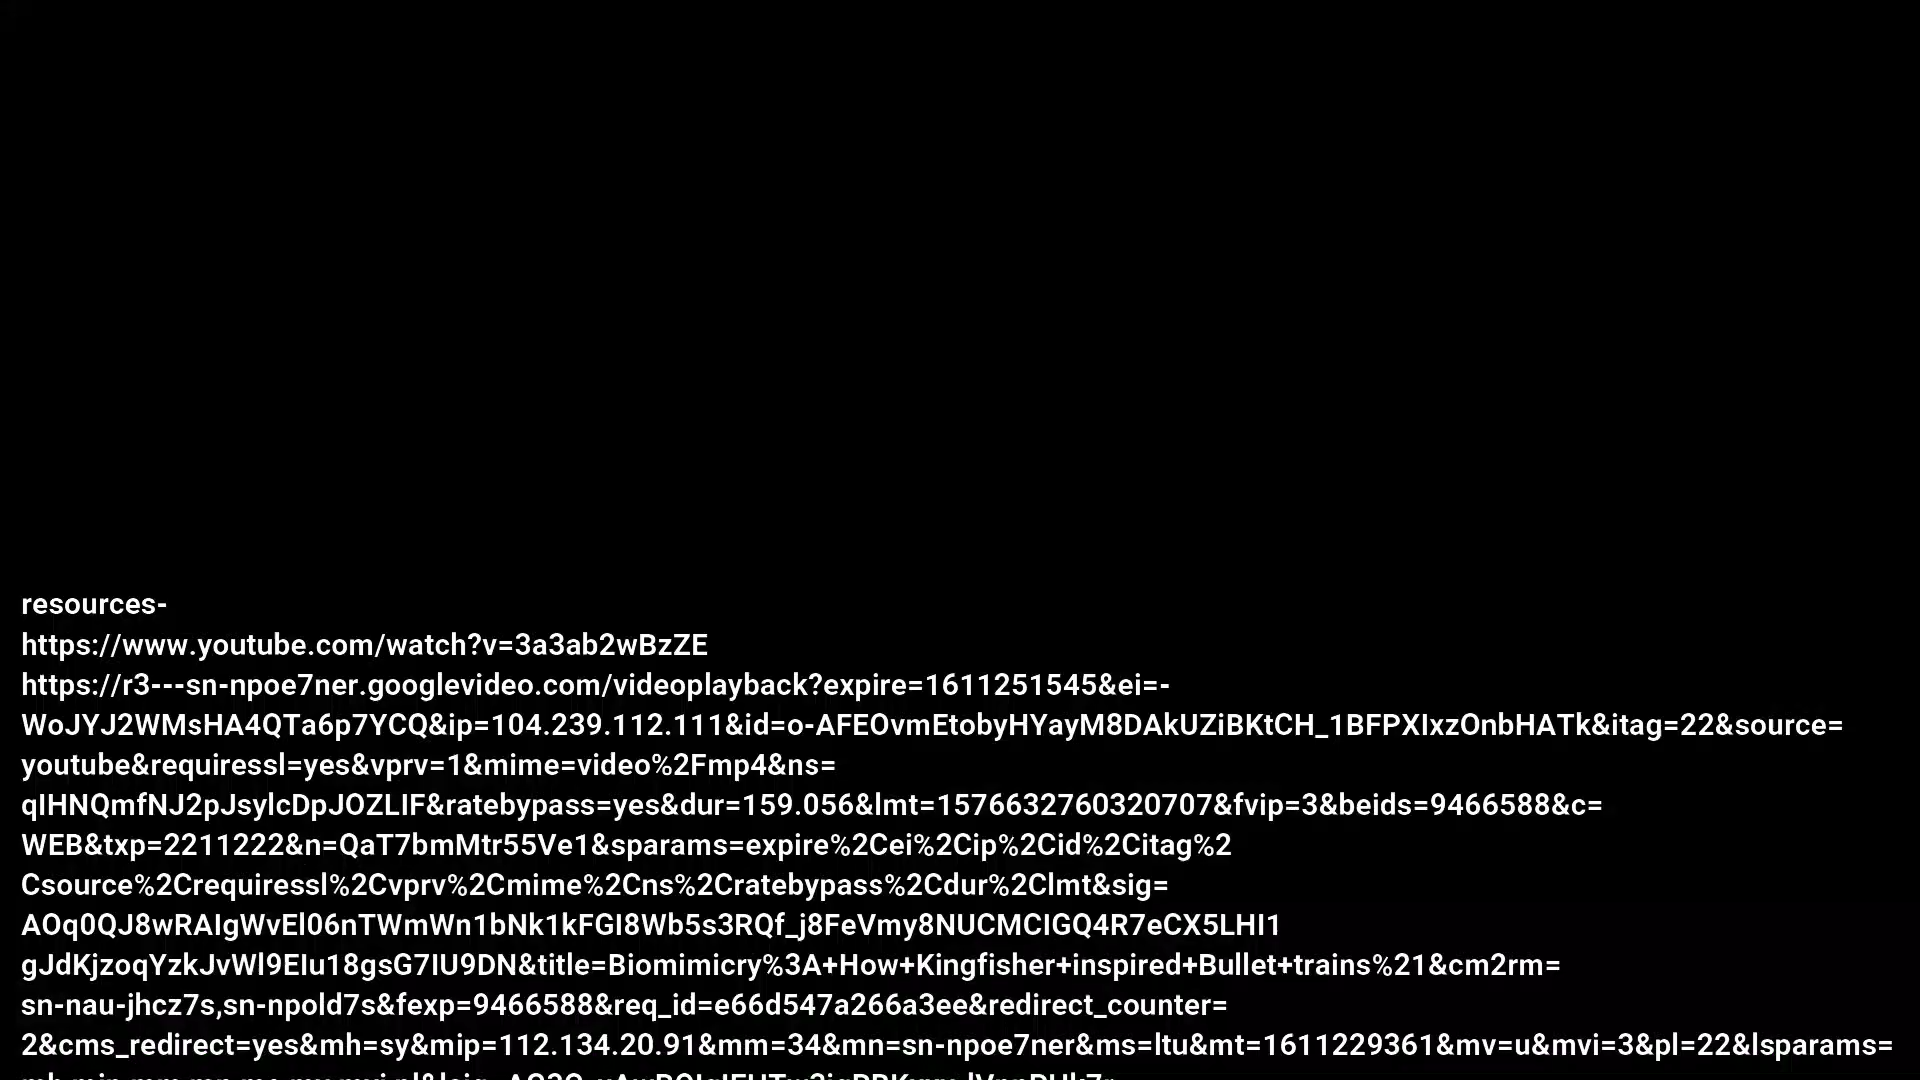 resources-
https://www.youtube.com/watch?v=3a3ab2wBzZE
https://r3---sn-npoe7ner.googlevideo.com/videoplayback?expire=1611251545&ei=-
WoJYJ2WMsHA4QTa6p7YCQ&ip=104.239.112.111&id=o-AFEOvmEtobyHYayM8DAkUZiBKtCH_1BFPXIxzOnbHATk&itag=22&source=
youtube&requiressl=yes&vprv=1&mime=video%2Fmp4&ns=
qIHNQmfNJ2pJsylcDpJOZLIF&ratebypass=yes&dur=159.056&lmt=1576632760320707&fvip=3&beids=9466588&c=
WEB&txp=2211222&n=QaT7bmMtr55Ve1&sparams=expire%2Cei%2Cip%2Cid%2Citag%2
Csource%2Crequiressl%2Cvprv%2Cmime%2Cns%2Cratebypass%2Cdur%2Clmt&sig=
AOq0QJ8wRAIgWvEl06nTWmWn1bNk1kFGI8Wb5s3RQf_j8FeVmy8NUCMCIGQ4R7eCX5LHI1
gJdKjzoqYzkJvWl9EIu18gsG7IU9DN&title=Biomimicry%3A+How+Kingfisher+inspired+Bullet+trains%21&cm2rm=
sn-nau-jhcz7s,sn-npold7s&fexp=9466588&req_id=e66d547a266a3ee&redirect_counter=
2&cms_redirect=yes&mh=sy&mip=112.134.20.91&mm=34&mn=sn-npoe7ner&ms=ltu&mt=1611229361&mv=u&mvi=3&pl=22&lsparams=